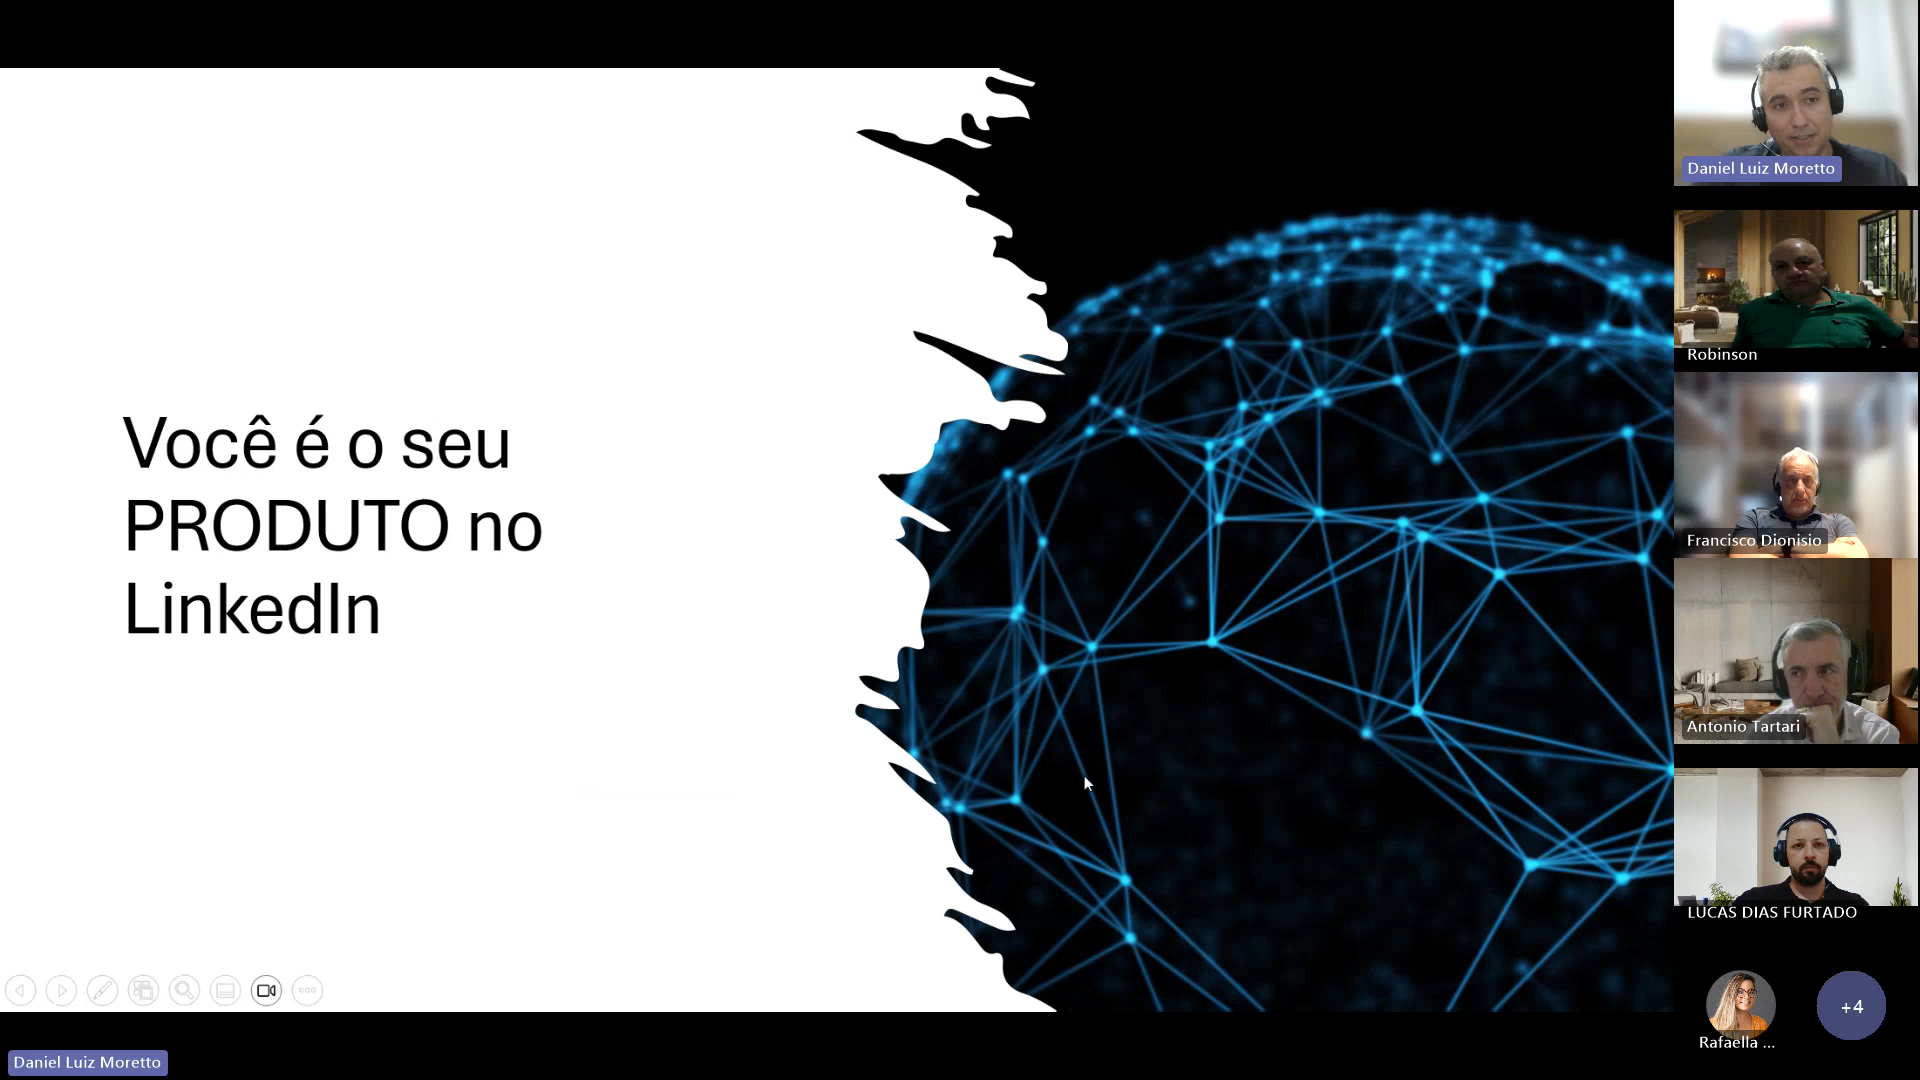 Você é o seu
PRODUTO no
LinkedIn
Daniel Luiz Moretto
Robinson
Francisco Dionisio
Antonio Tartari
LUCAS DIAS FURTADO
Rafaella ...
+4
Daniel Luiz Moretto